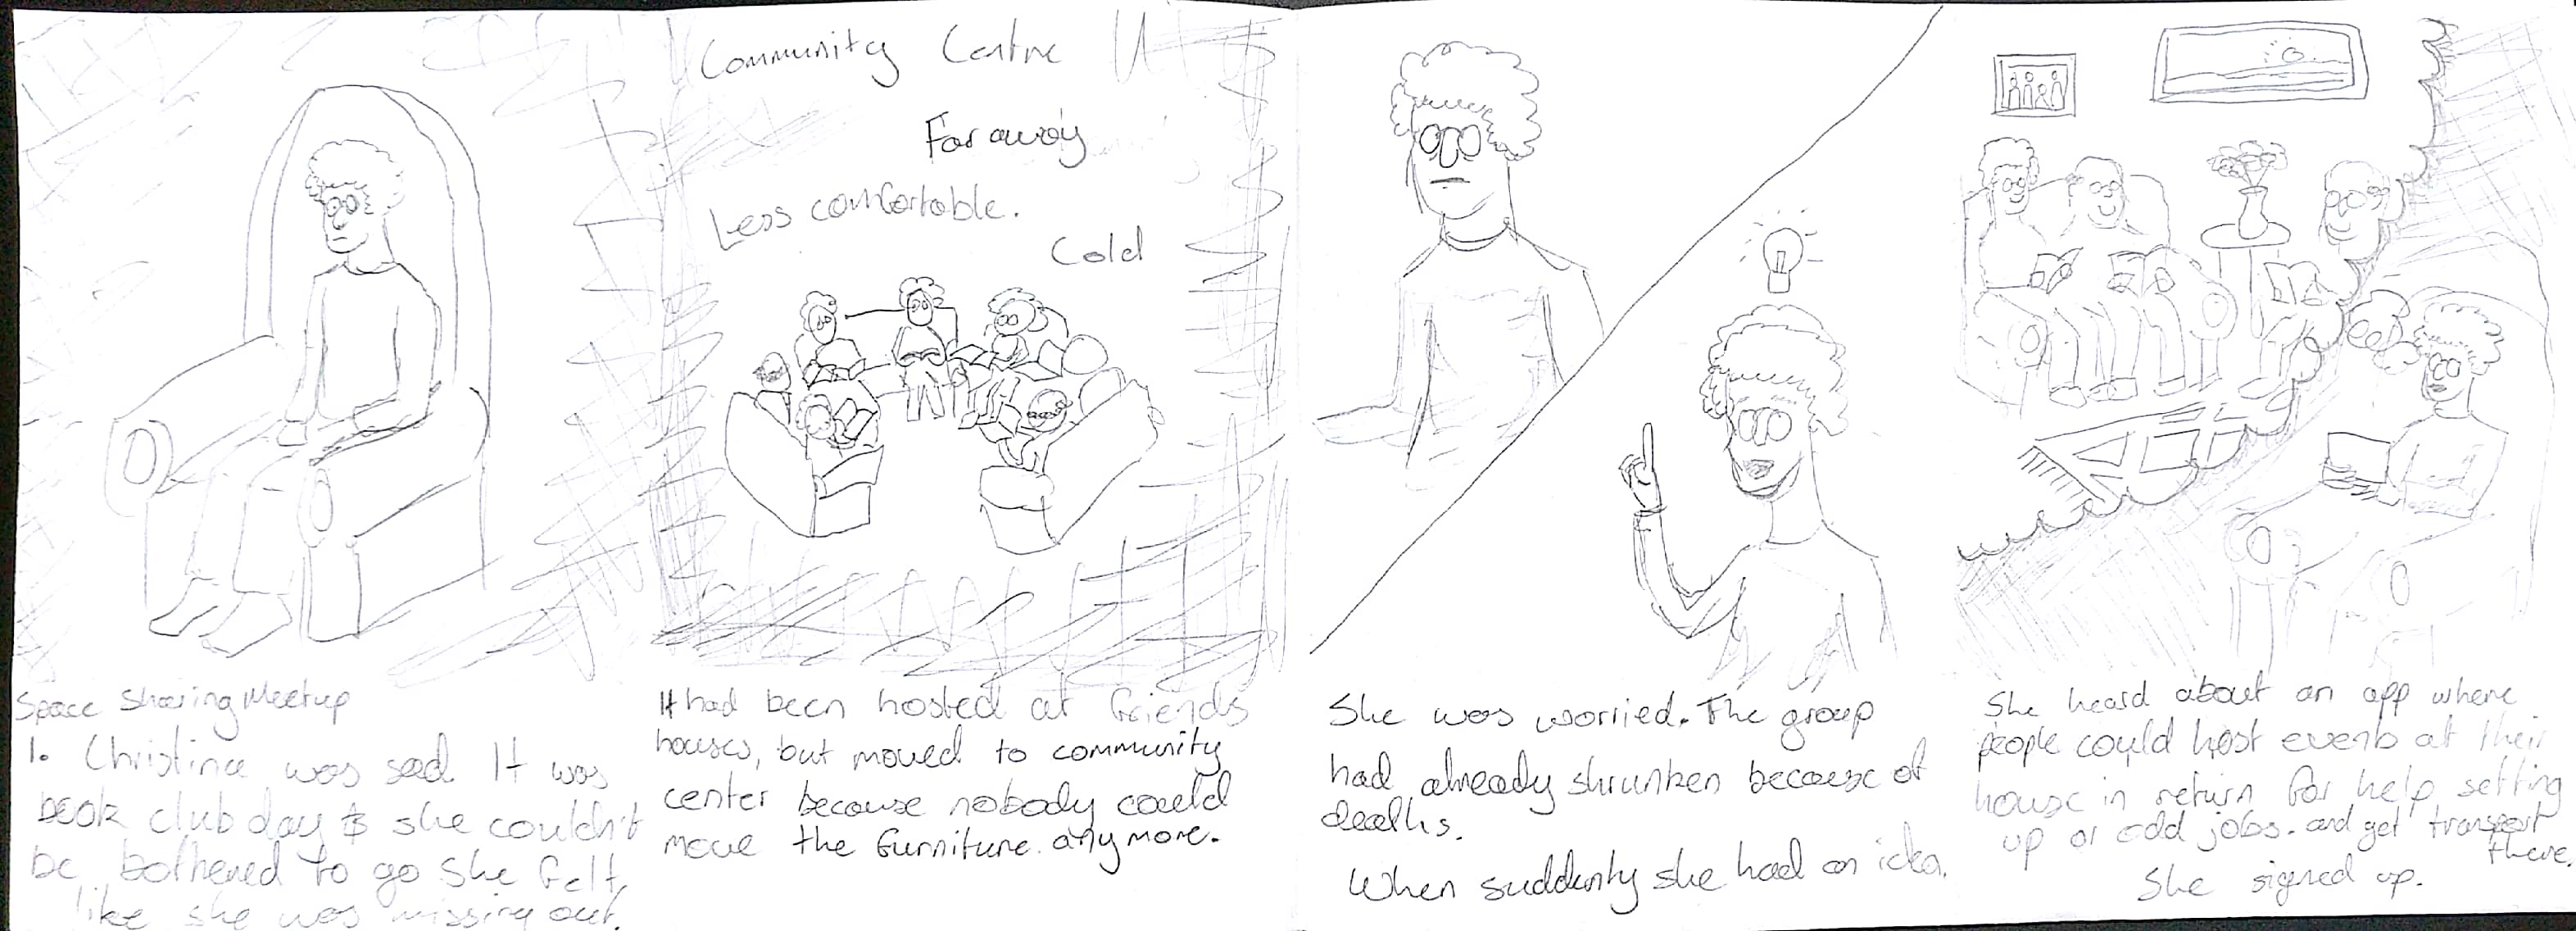 Community Centre
Far away
Less comfortable.
Cold
Space Sharing Meetup
1. Christina was sad. It was
book club day & she couldn't
be bothered to go She felt
like she was missing out.
It had been hosted at friends
houses, but moved to community
center because nobody could
move the furniture anymore.
She was worried. The group
had already shrunken because of
deaths.
When suddenly she had an idea.
She heard about an app where
people could host events at their
house in return for help setting
up or odd jobs. and get transport
there.
She signed up.